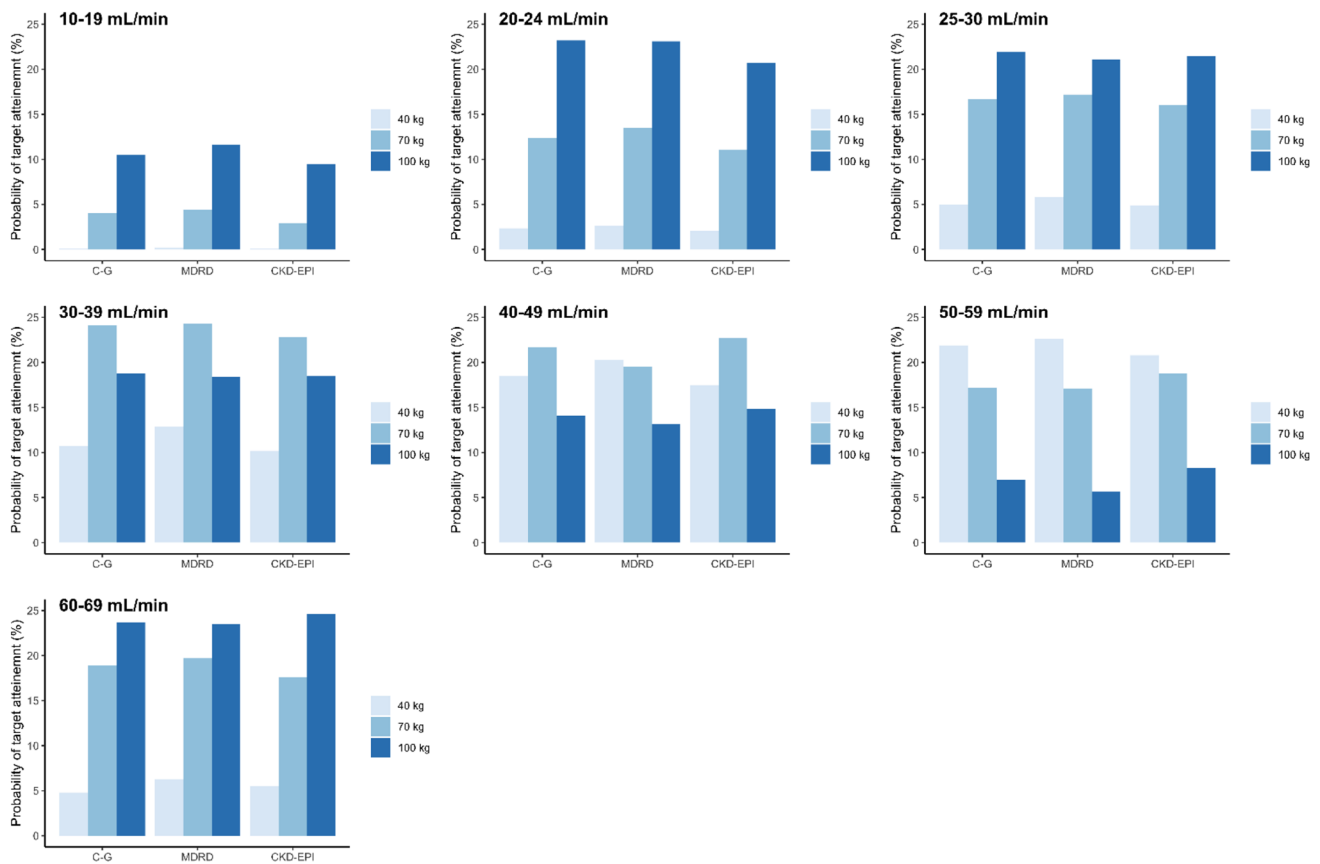 10-19 mL/min
Probability of target atteinemnt (%)
25
20
15
10
5
0
C-G MDRD CKD-EPI
40 kg
70 kg
100 kg
20-24 mL/min
Probability of target atteinemnt (%)
25
20
15
10
5
0
C-G MDRD CKD-EPI
40 kg
70 kg
100 kg
25-30 mL/min
Probability of target atteinemnt (%)
25
20
15
10
5
0
C-G MDRD CKD-EPI
40 kg
70 kg
100 kg
30-39 mL/min
Probability of target atteinemnt (%)
25
20
15
10
5
0
C-G MDRD CKD-EPI
40 kg
70 kg
100 kg
40-49 mL/min
Probability of target atteinemnt (%)
25
20
15
10
5
0
C-G MDRD CKD-EPI
40 kg
70 kg
100 kg
50-59 mL/min
Probability of target atteinemnt (%)
25
20
15
10
5
0
C-G MDRD CKD-EPI
40 kg
70 kg
100 kg
60-69 mL/min
Probability of target atteinemnt (%)
25
20
15
10
5
0
C-G MDRD CKD-EPI
40 kg
70 kg
100 kg